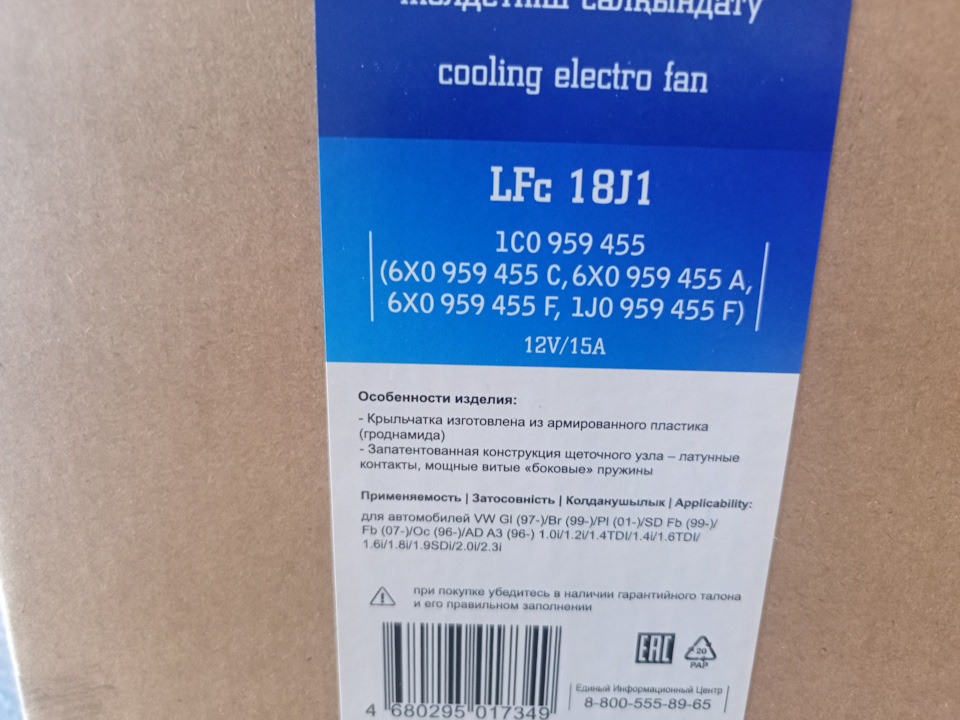 салқындату
cooling electro fan
LFc 18J1
1C0 959 455
(6X0 959 455 C, 6X0 959 455 A,
6X0 959 455 F, 1J0 959 455 F)
12V/15A
Особенности изделия:
- Крыльчатка изготовлена из армированного пластика
(гроднамида)
- Запатентованная конструкция щеточного узла – латунные
контакты, мощные витые «боковые» пружины
Применяемость | Затосовність | Колданушылык | Applicability:
для автомобилей VW Gl (97-)/Br (99-)/Pl (01-)/SD Fb (99-)/
Fb (07-)/Oc (96-)/AD A3 (96-) 1.0i/1.2i/1.4TDI/1.4i/1.6TDI/
1.6i/1.8i/1.9SDi/2.0i/2.3i
при покупке убедитесь в наличии гарантийного талона
и его правильном заполнении
EAC
20
PAP
Единый Информационный Центр
8-800-555-89-65
4 680295 017349